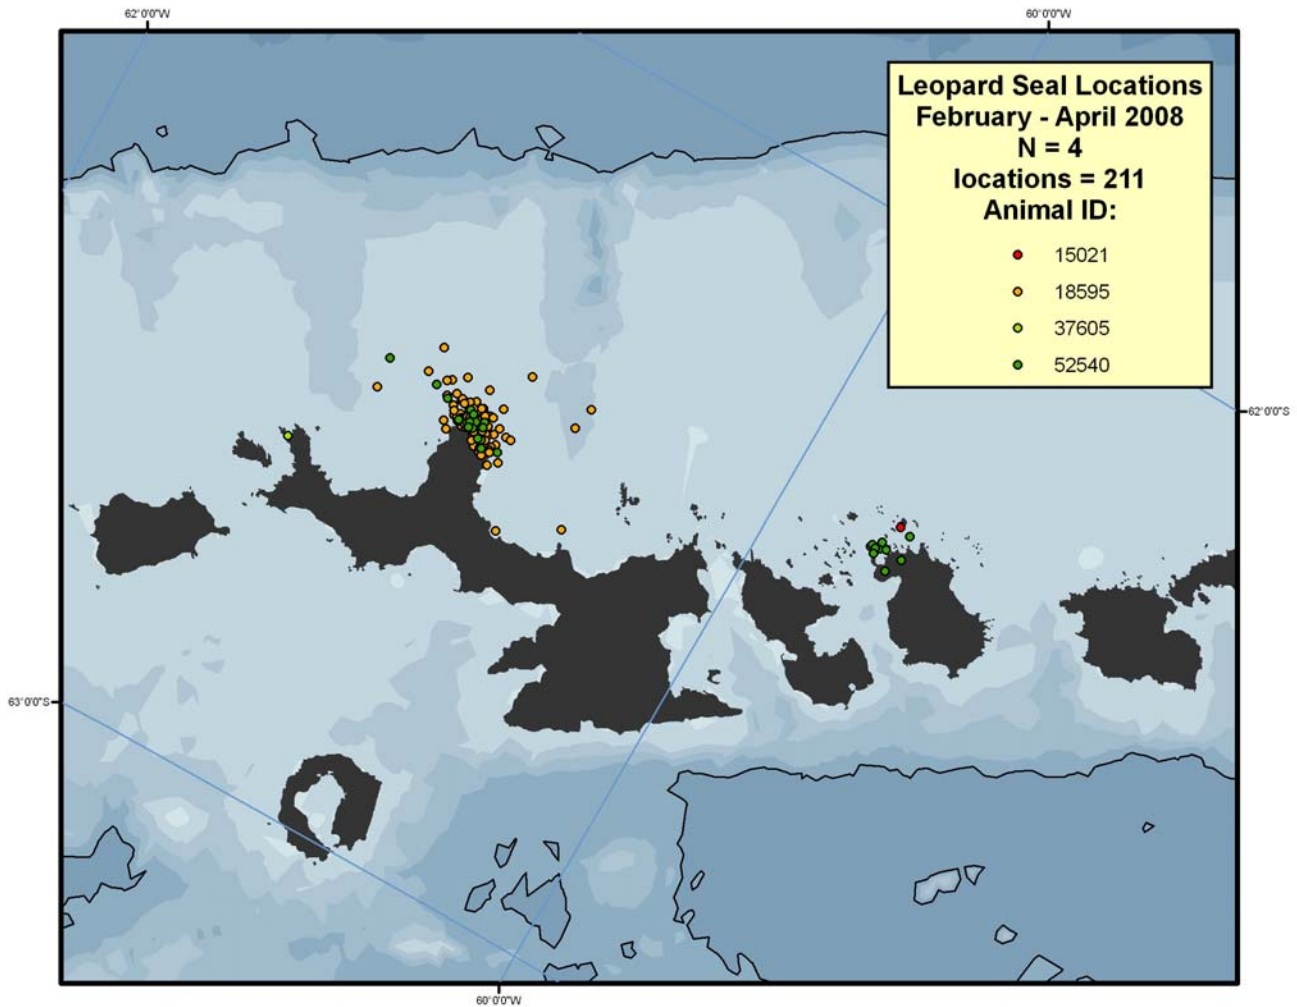 62°0'0"W
60°0'0"W
Leopard Seal Locations
February - April 2008
N = 4
locations = 211
Animal ID:
15021
18595
37605
52540
62°0'0"S
63°0'0"S
60°0'0"W